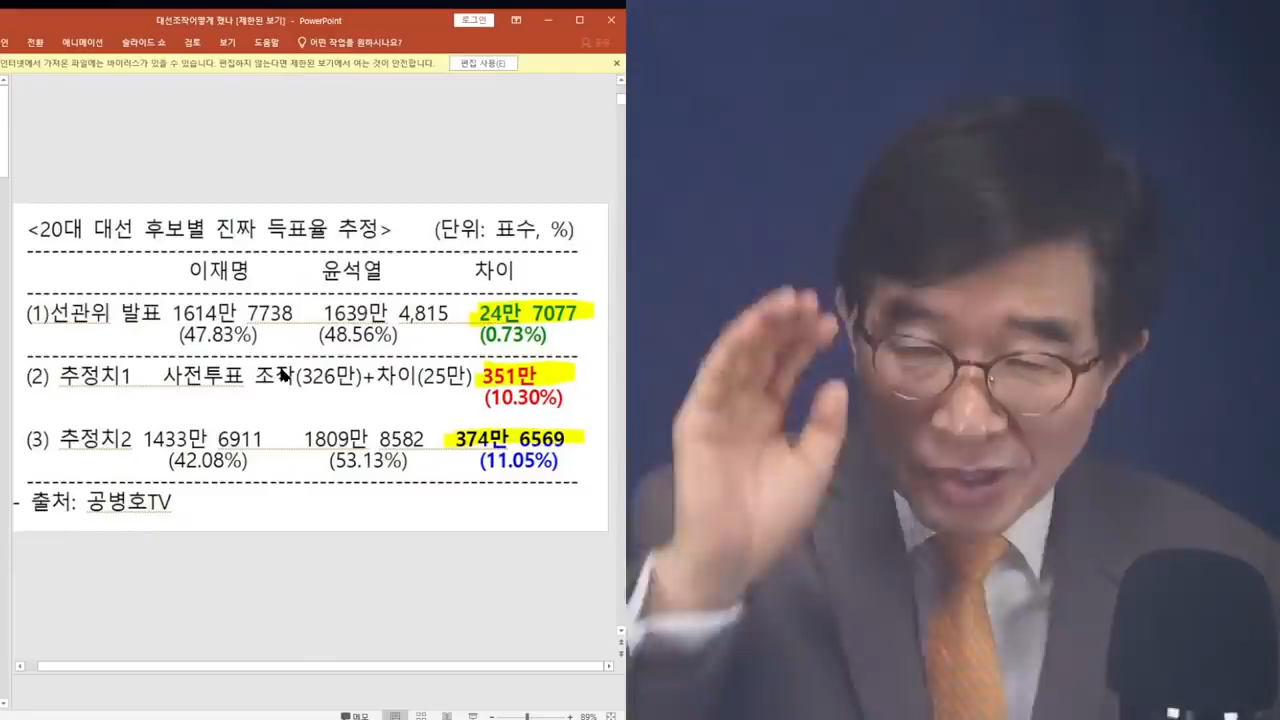 대선조작어떻게 했나 [제한된 보기] - PowerPoint
로그인
인 전환 애니메이션 슬라이드 쇼 검토 보기 도움말 어떤 작업을 원하시나요? 공유
인터넷에서 가져온 파일에는 바이러스가 있을 수 있습니다. 편집하지 않는다면 제한된 보기에서 여는 것이 안전합니다. 편집 사용(E)
<20대 대선 후보별 진짜 득표율 추정> (단위: 표수, %)
이재명 윤석열 차이
(1)선관위 발표 1614만 7738 1639만 4,815 24만 7077
(47.83%) (48.56%) (0.73%)
(2) 추정치1 사전투표 조작(326만)+차이(25만) 351만
(10.30%)
(3) 추정치2 1433만 6911 1809만 8582 374만 6569
(42.08%) (53.13%) (11.05%)
- 출처: 공병호TV
메모 89%